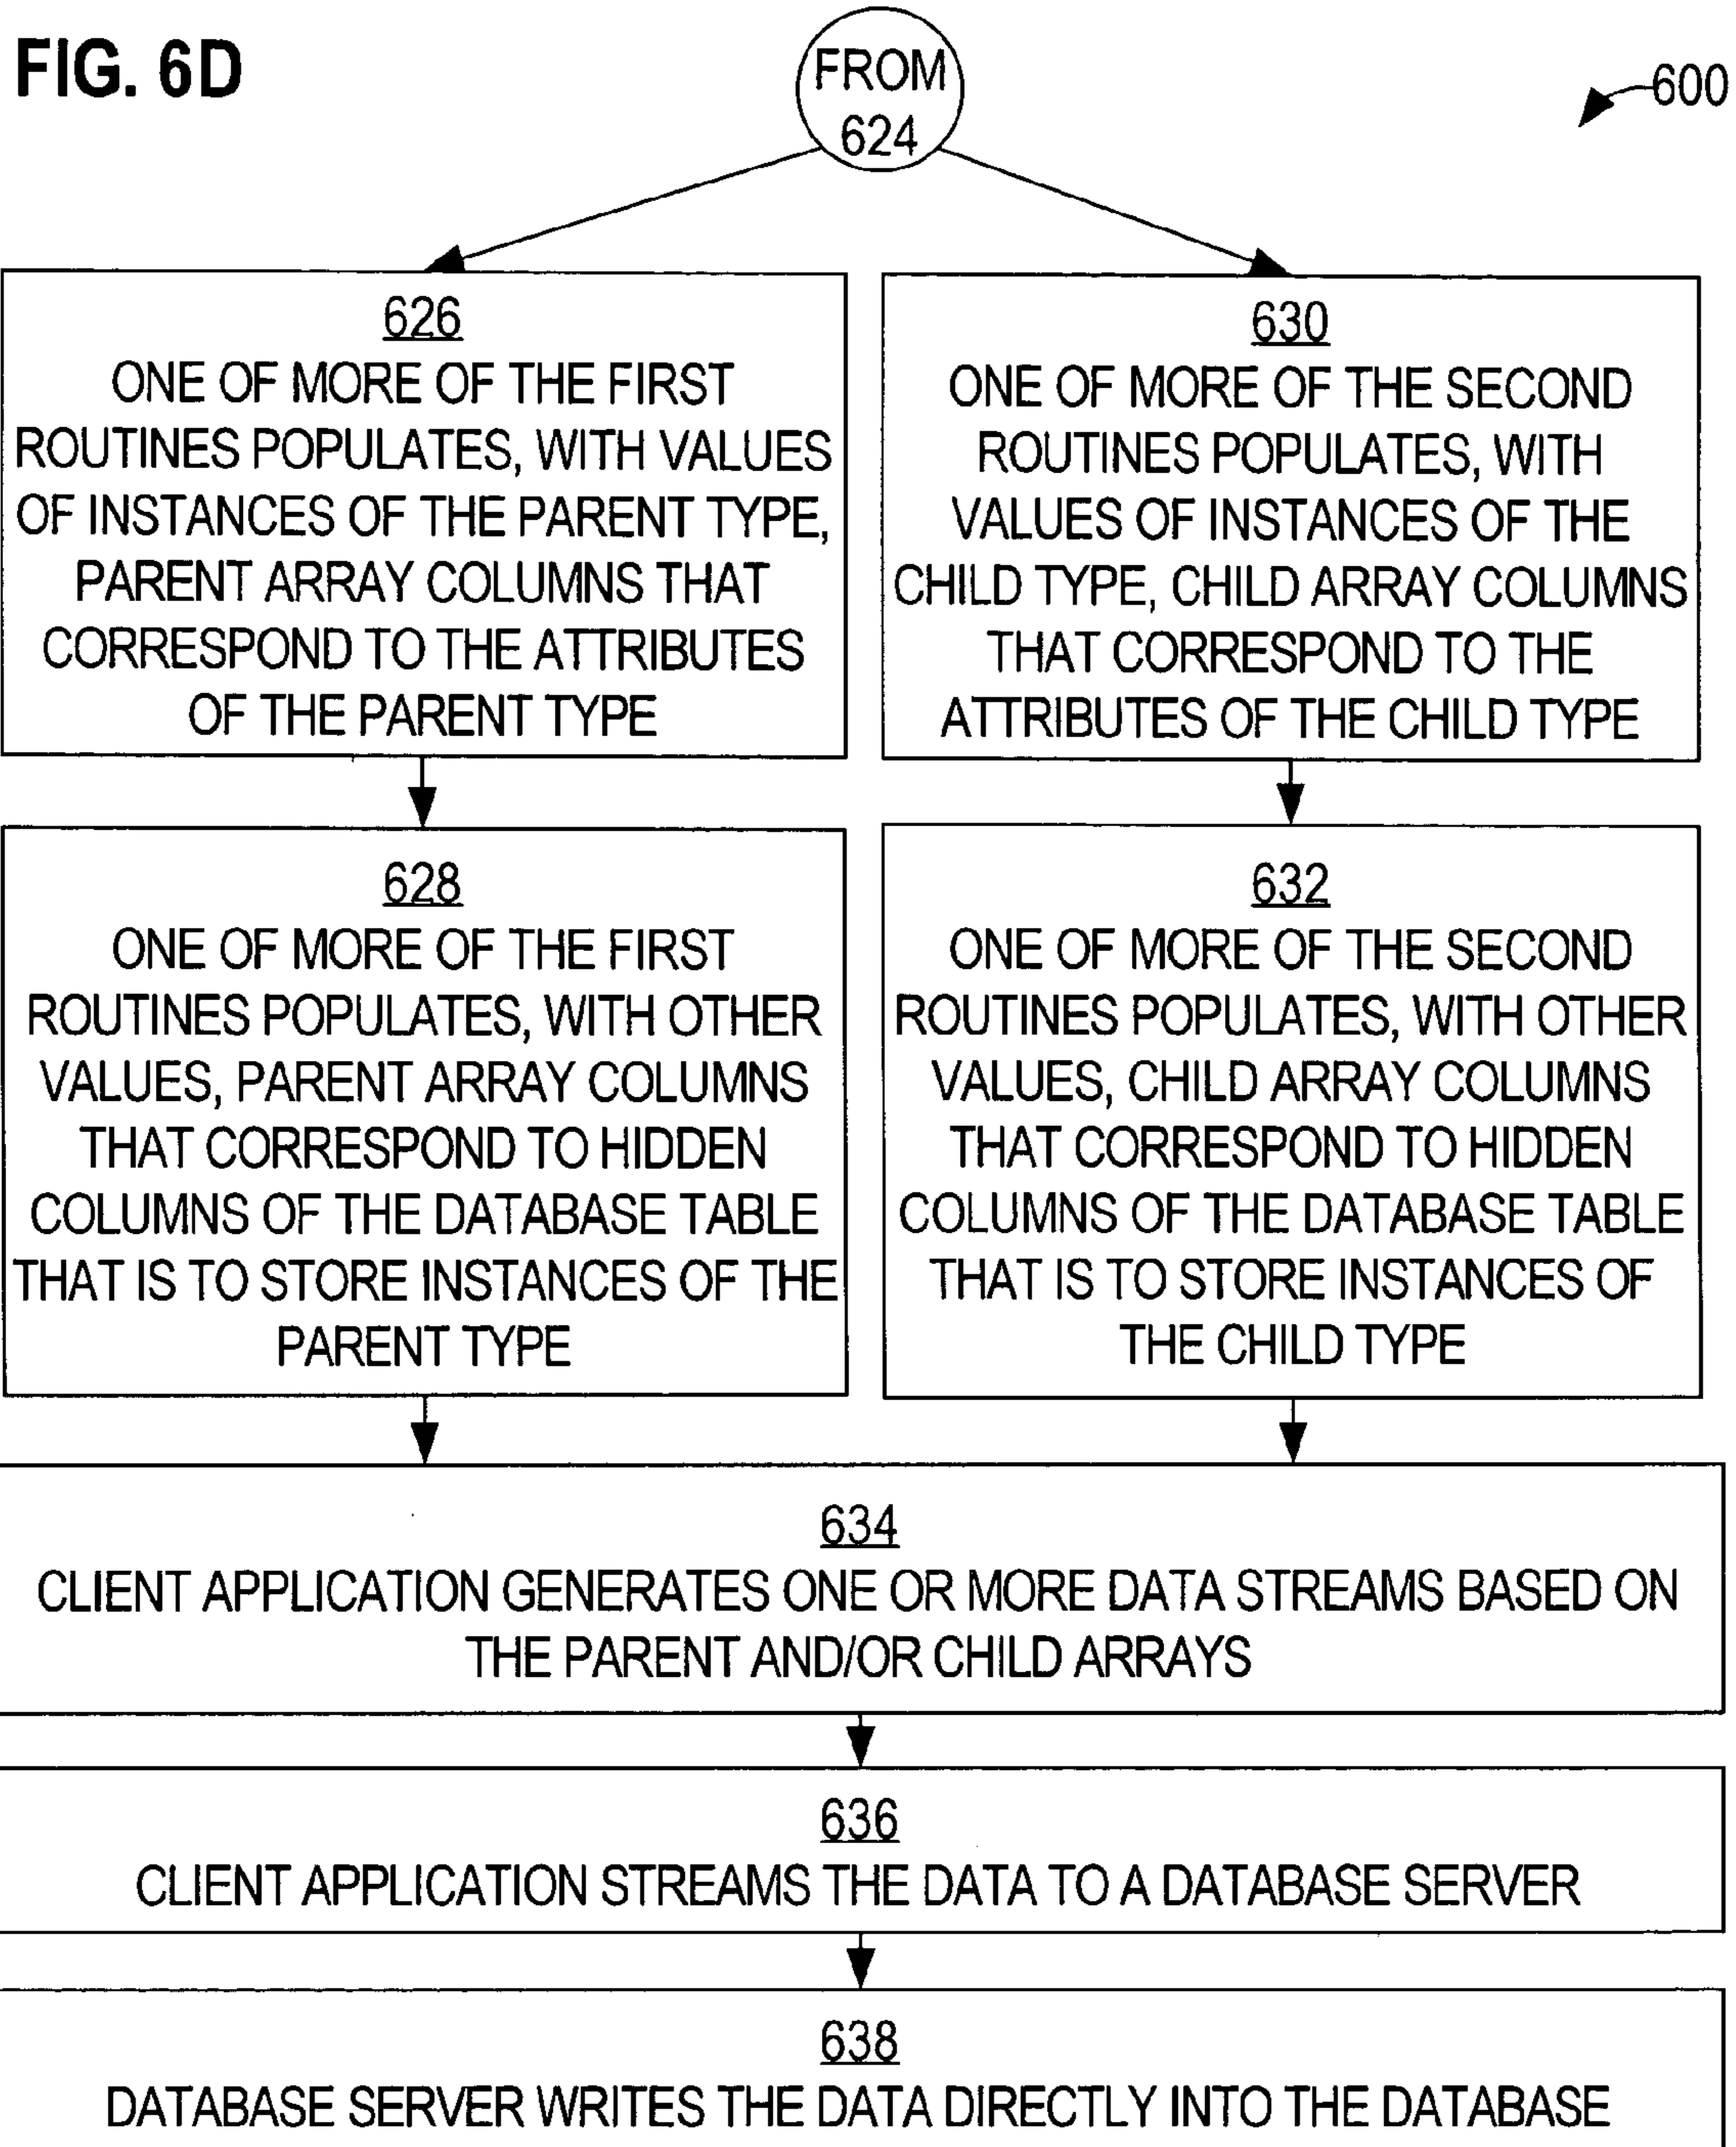 FIG. 6D
FROM
624
600
626
ONE OF MORE OF THE FIRST
ROUTINES POPULATES, WITH VALUES
OF INSTANCES OF THE PARENT TYPE,
PARENT ARRAY COLUMNS THAT
CORRESPOND TO THE ATTRIBUTES
OF THE PARENT TYPE
630
ONE OF MORE OF THE SECOND
ROUTINES POPULATES, WITH
VALUES OF INSTANCES OF THE
CHILD TYPE, CHILD ARRAY COLUMNS
THAT CORRESPOND TO THE
ATTRIBUTES OF THE CHILD TYPE
628
ONE OF MORE OF THE FIRST
ROUTINES POPULATES, WITH OTHER
VALUES, PARENT ARRAY COLUMNS
THAT CORRESPOND TO HIDDEN
COLUMNS OF THE DATABASE TABLE
THAT IS TO STORE INSTANCES OF THE
PARENT TYPE
632
ONE OF MORE OF THE SECOND
ROUTINES POPULATES, WITH OTHER
VALUES, CHILD ARRAY COLUMNS
THAT CORRESPOND TO HIDDEN
COLUMNS OF THE DATABASE TABLE
THAT IS TO STORE INSTANCES OF
THE CHILD TYPE
634
CLIENT APPLICATION GENERATES ONE OR MORE DATA STREAMS BASED ON
THE PARENT AND/OR CHILD ARRAYS
636
CLIENT APPLICATION STREAMS THE DATA TO A DATABASE SERVER
638
DATABASE SERVER WRITES THE DATA DIRECTLY INTO THE DATABASE